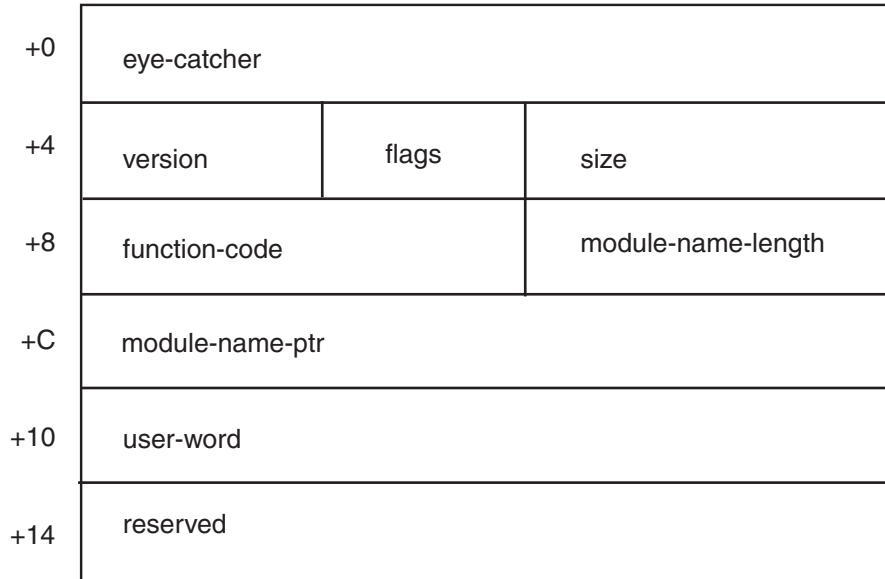 +0 eye-catcher
+4 version flags size
+8 function-code module-name-length
+C module-name-ptr
+10 user-word
+14 reserved